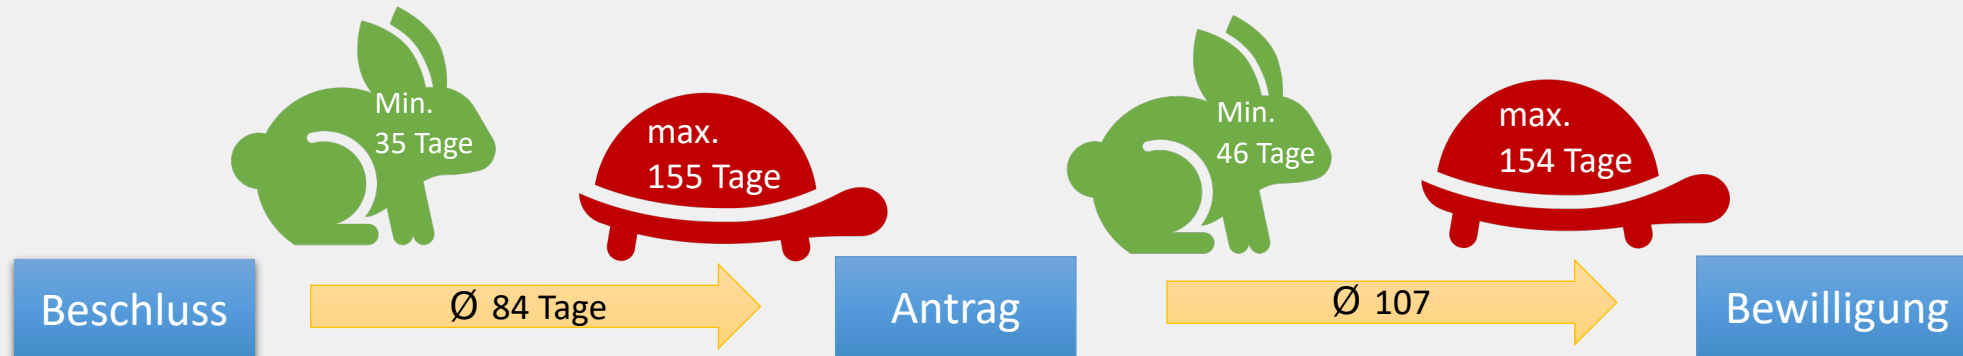 Min.
35 Tage
max.
155 Tage
Min.
46 Tage
max.
154 Tage
Beschluss
Ø 84 Tage
Antrag
Ø 107
Bewilligung